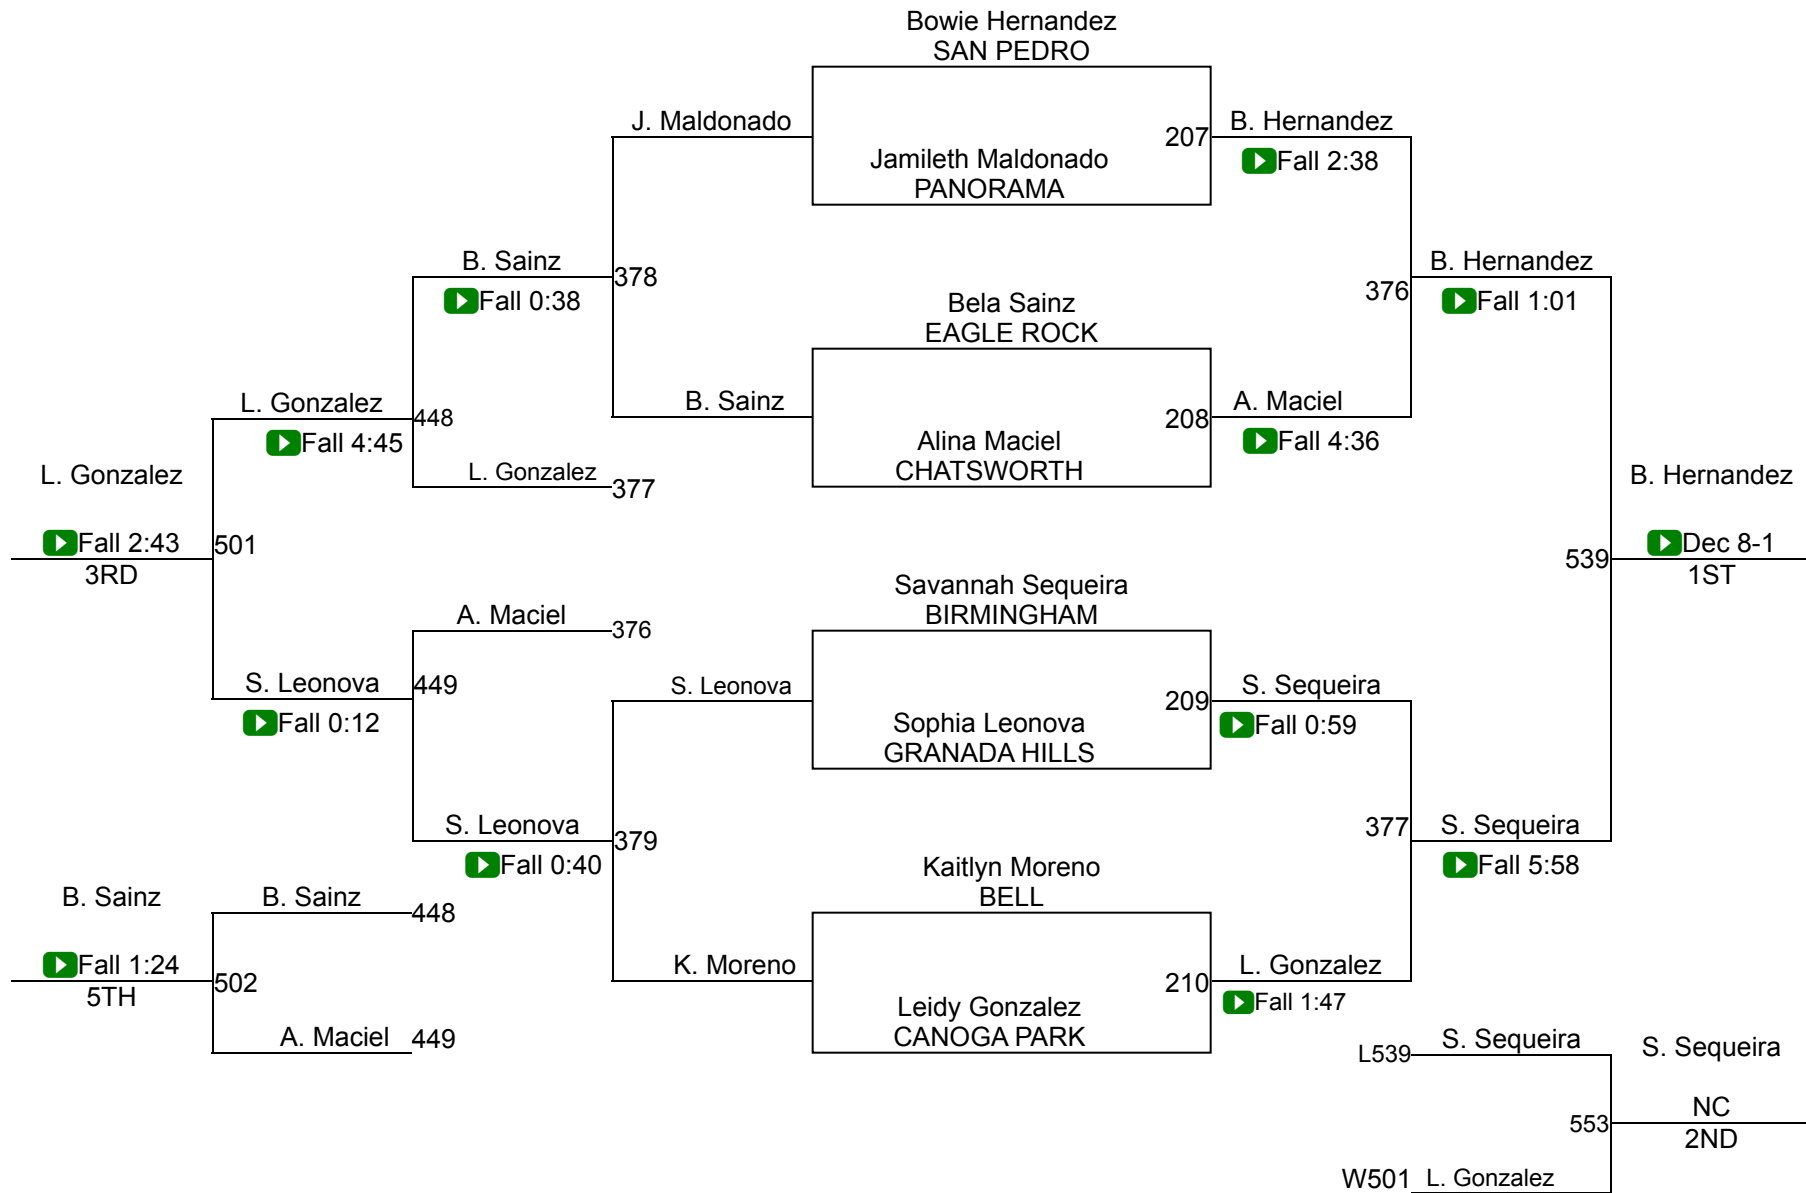 Bowie Hernandez
SAN PEDRO
J. Maldonado
207
B. Hernandez
Jamileth Maldonado
PANORAMA
Fall 2:38
B. Sainz
378
Fall 0:38
B. Hernandez
376
Fall 1:01
Bela Sainz
EAGLE ROCK
L. Gonzalez
448
Fall 4:45
B. Sainz
208
A. Maciel
Alina Maciel
CHATSWORTH
Fall 4:36
L. Gonzalez
L. Gonzalez
377
B. Hernandez
Fall 2:43
501
3RD
539
Dec 8-1
1ST
Savannah Sequeira
BIRMINGHAM
A. Maciel
376
S. Leonova
449
Fall 0:12
S. Leonova
209
S. Sequeira
Sophia Leonova
GRANADA HILLS
Fall 0:59
S. Leonova
379
Fall 0:40
377
S. Sequeira
Fall 5:58
Kaitlyn Moreno
BELL
B. Sainz
B. Sainz
448
Fall 1:24
502
5TH
A. Maciel
449
K. Moreno
210
L. Gonzalez
Leidy Gonzalez
CANOGA PARK
Fall 1:47
L539
S. Sequeira
S. Sequeira
553
NC
2ND
W501
L. Gonzalez